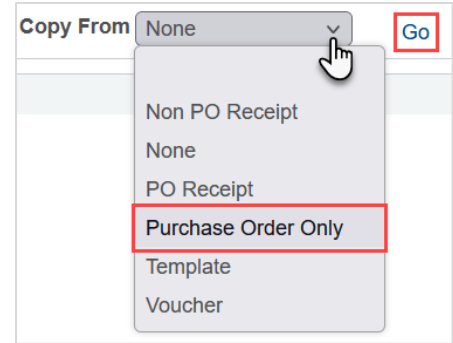 Copy From None Go
Non PO Receipt
None
PO Receipt
Purchase Order Only
Template
Voucher